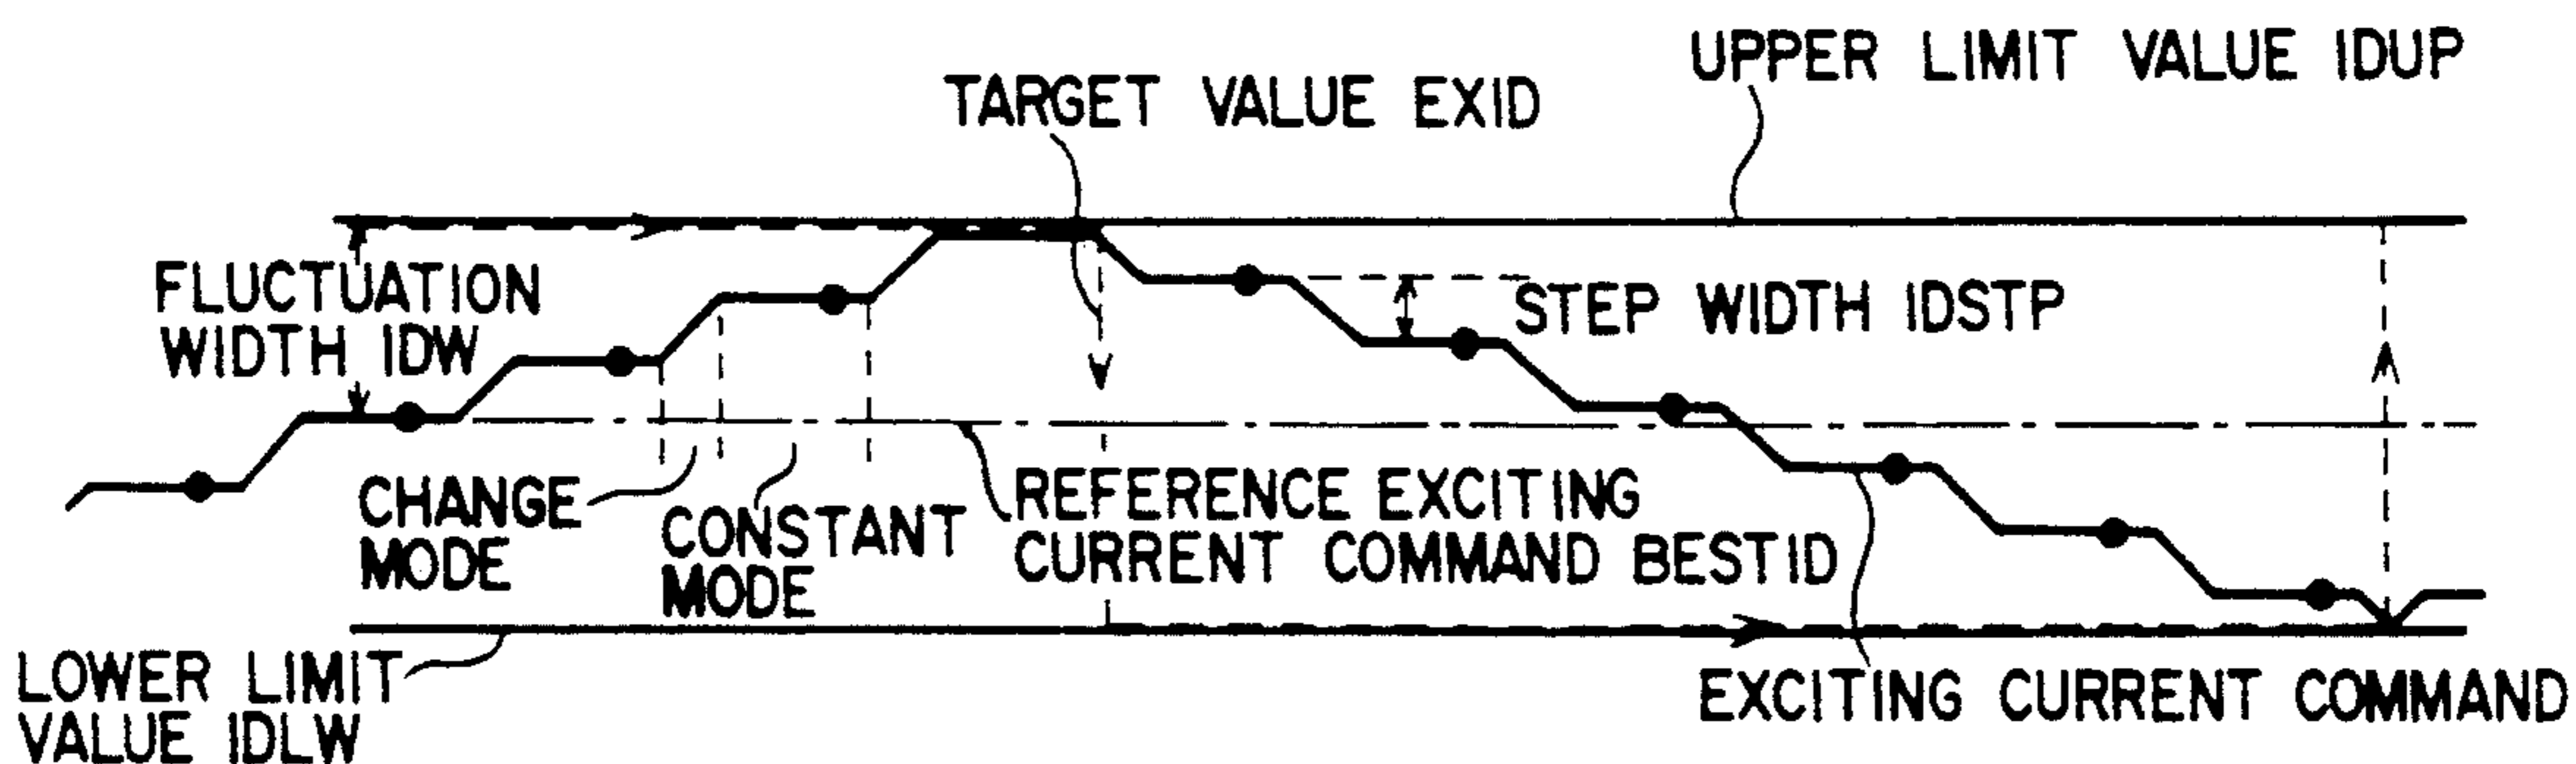 UPPER LIMIT VALUE IDUP
TARGET VALUE EXID
FLUCTUATION
WIDTH IDW
STEP WIDTH IDSTP
CHANGE
MODE
CONSTANT
MODE
REFERENCE EXCITING
CURRENT COMMAND BESTID
LOWER LIMIT
VALUE IDLW
EXCITING CURRENT COMMAND